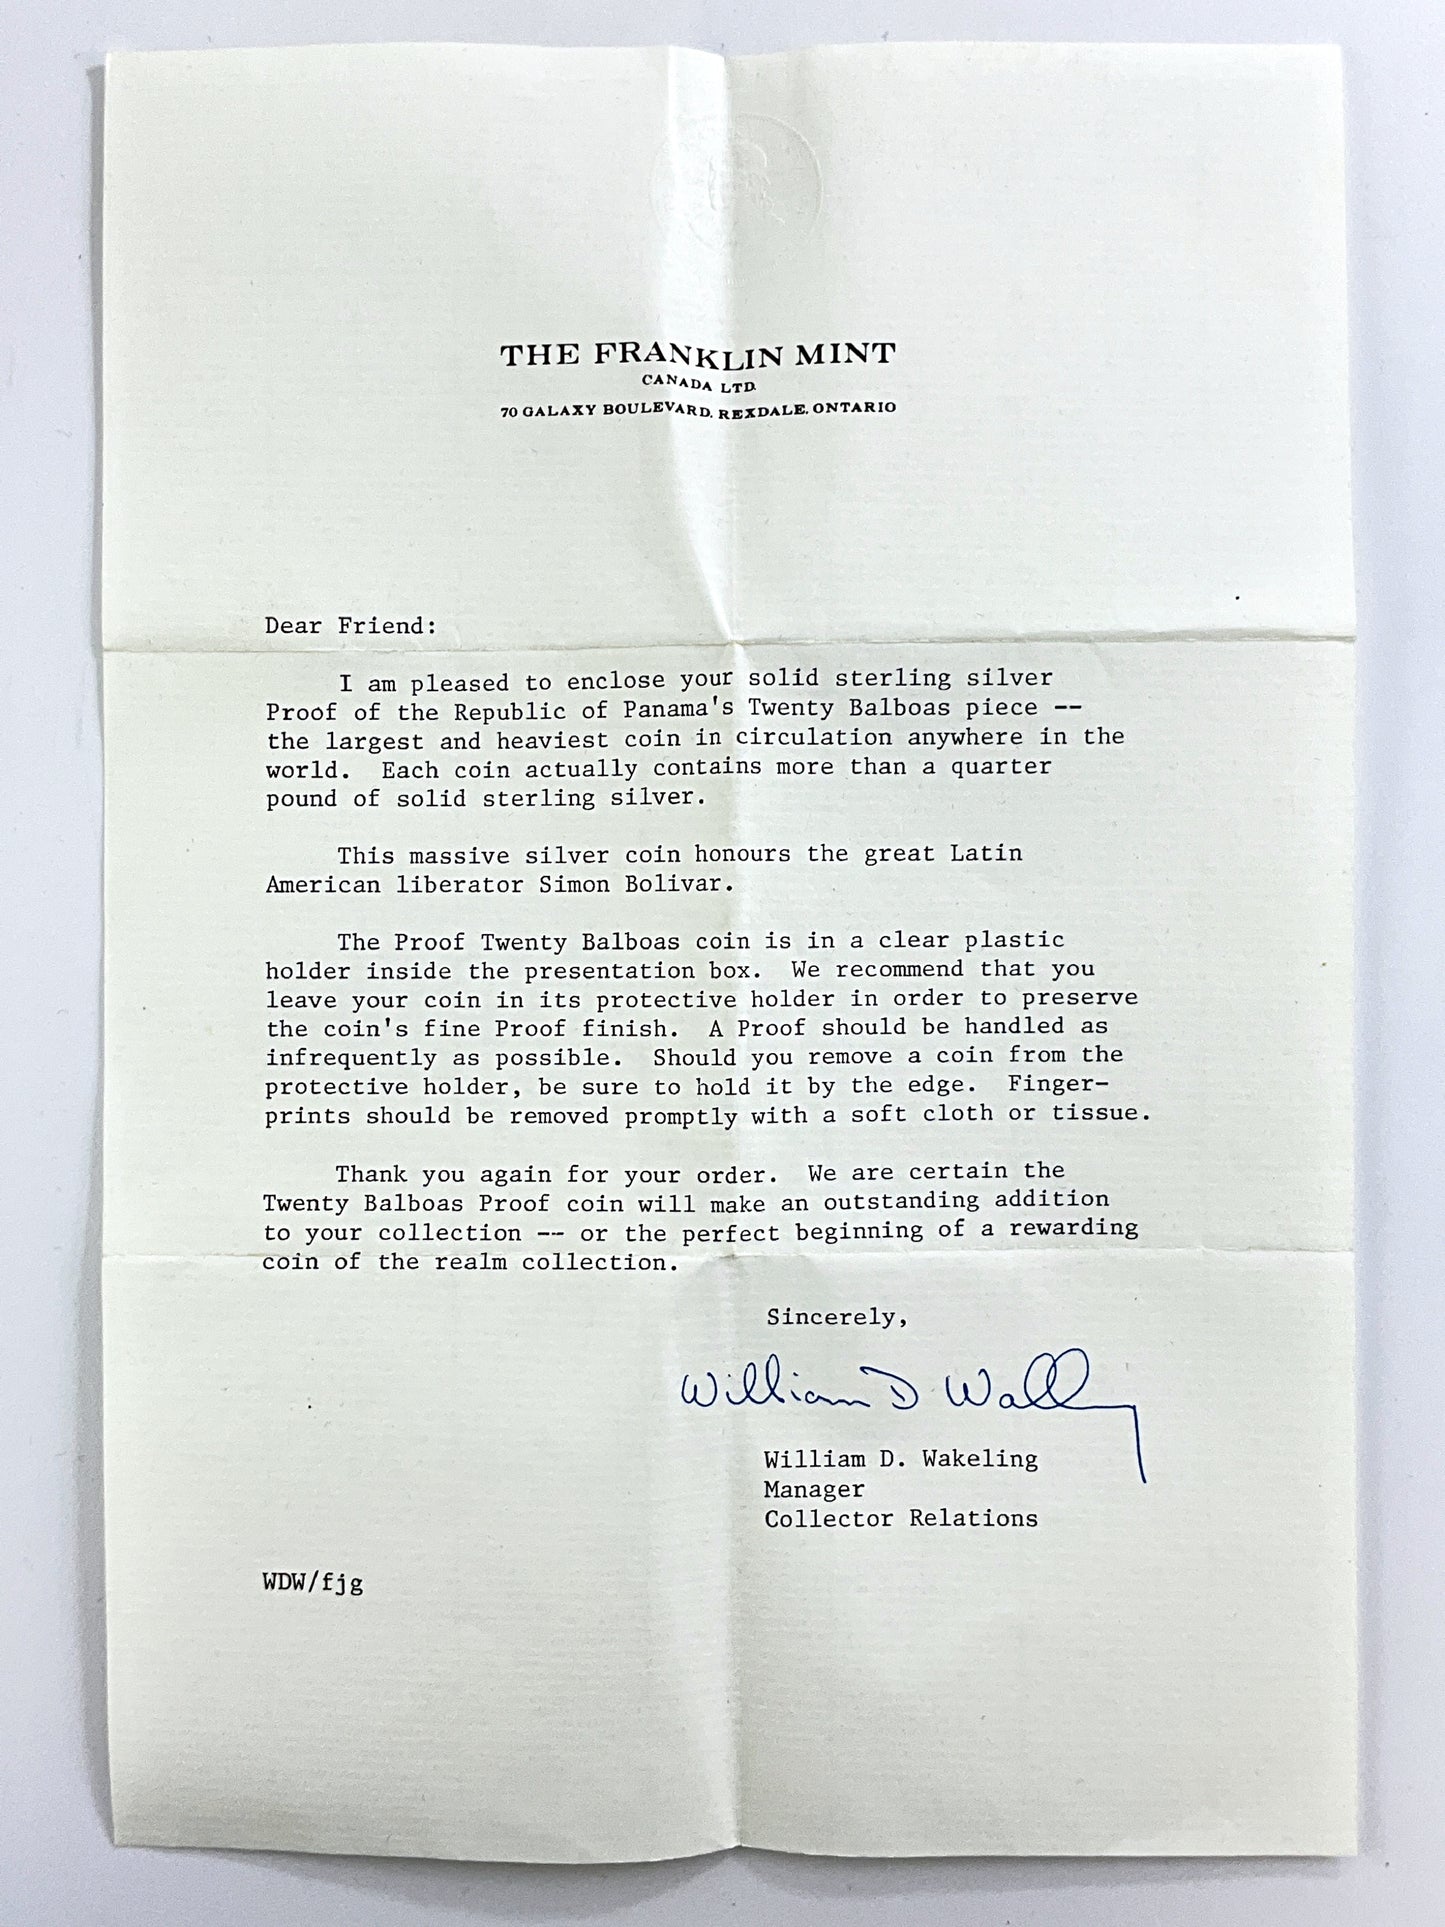 THE FRANKLIN MINT
CANADA LTD.
70 GALAXY BOULEVARD, REXDALE, ONTARIO
Dear Friend:
I am pleased to enclose your solid sterling silver
Proof of the Republic of Panama's Twenty Balboas piece --
the largest and heaviest coin in circulation anywhere in the
world. Each coin actually contains more than a quarter
pound of solid sterling silver.
This massive silver coin honours the great Latin
American liberator Simon Bolivar.
The Proof Twenty Balboas coin is in a clear plastic
holder inside the presentation box. We recommend that you
leave your coin in its protective holder in order to preserve
the coin's fine Proof finish. A Proof should be handled as
infrequently as possible. Should you remove a coin from the
protective holder, be sure to hold it by the edge. Finger-
prints should be removed promptly with a soft cloth or tissue.
Thank you again for your order. We are certain the
Twenty Balboas Proof coin will make an outstanding addition
to your collection -- or the perfect beginning of a rewarding
coin of the realm collection.
Sincerely,
William D
William D. Wakeling
Manager
Collector Relations
WDW/fjg